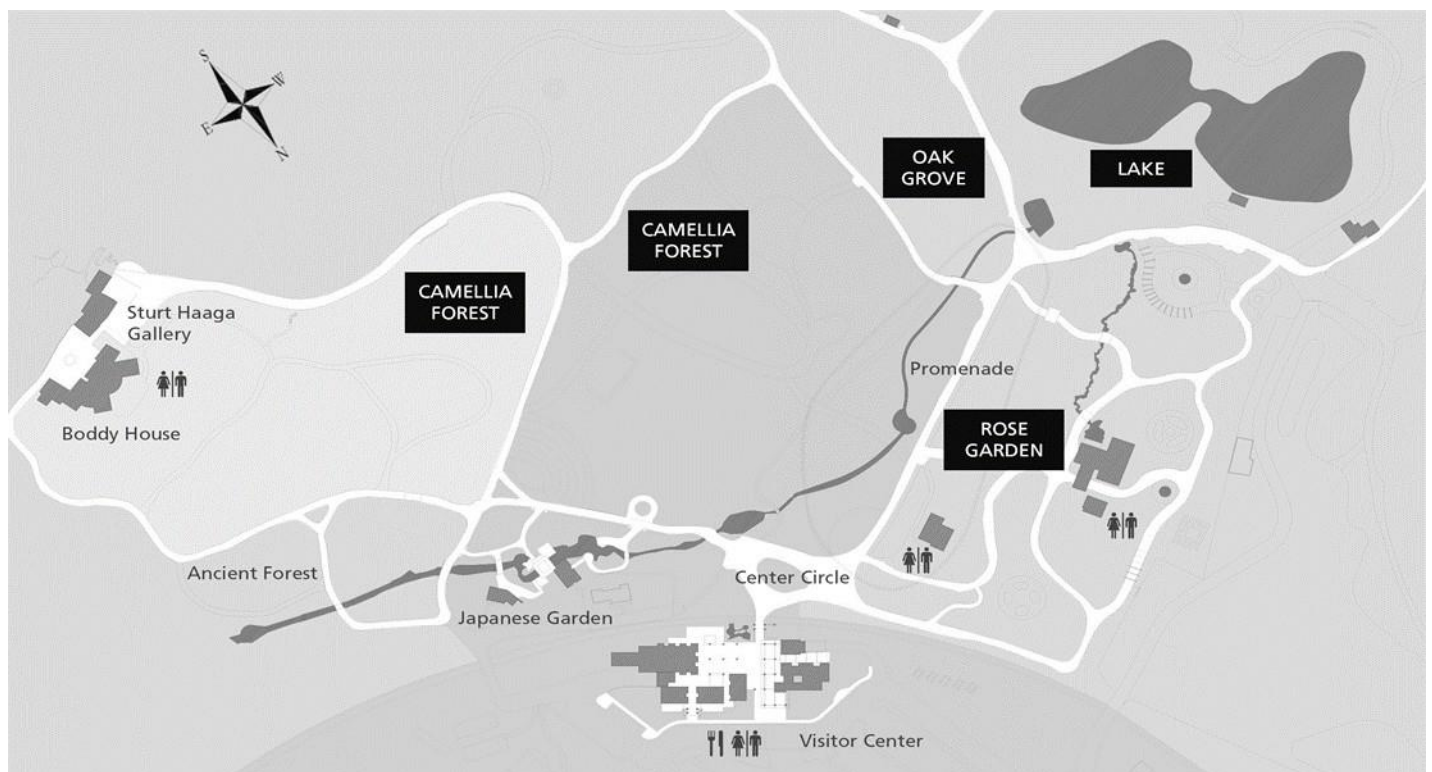 S
W
E
N
OAK
GROVE
LAKE
CAMELLIA
FOREST
CAMELLIA
FOREST
Sturt Haaga
Gallery
Promenade
Boddy House
ROSE
GARDEN
Ancient Forest
Center Circle
Japanese Garden
Visitor Center